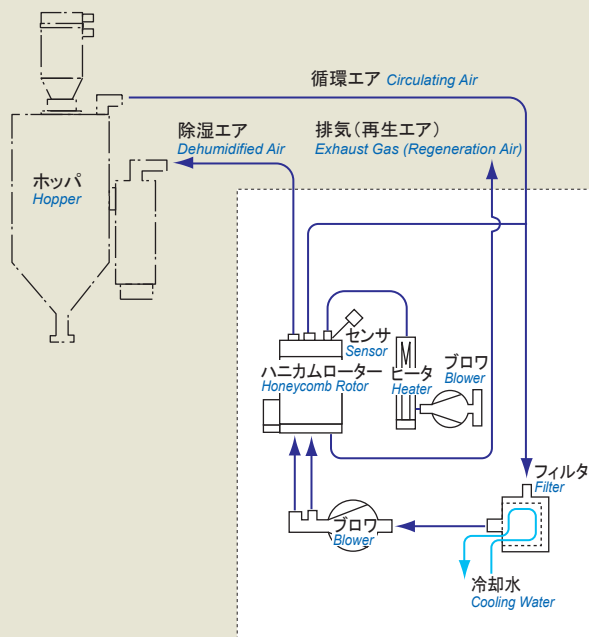 循環エア Circulating Air
除湿エア
Dehumidified Air
排気(再生エア)
Exhaust Gas (Regeneration Air)
ホッパ
Hopper
センサ
Sensor
ハニカムローター
Honeycomb Rotor
ヒータ
Heater
ブロワ
Blower
フィルタ
Filter
ブロワ
Blower
冷却水
Cooling Water